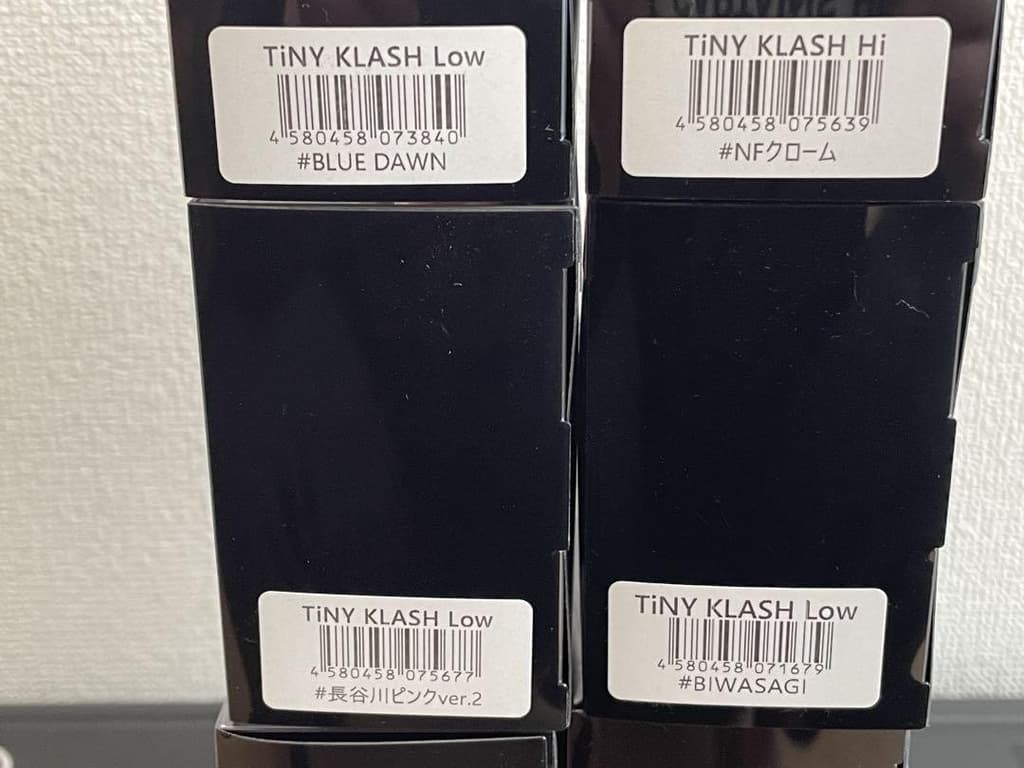 TiNY KLASH Low
4 580458 073840
#BLUE DAWN
TiNY KLASH Hi
4 580458 075639
#NFクローム
TiNY KLASH Low
4 580458 075677
#長谷川ピンクver.2
TiNY KLASH Low
4 580458 071679
#BIWASAGI